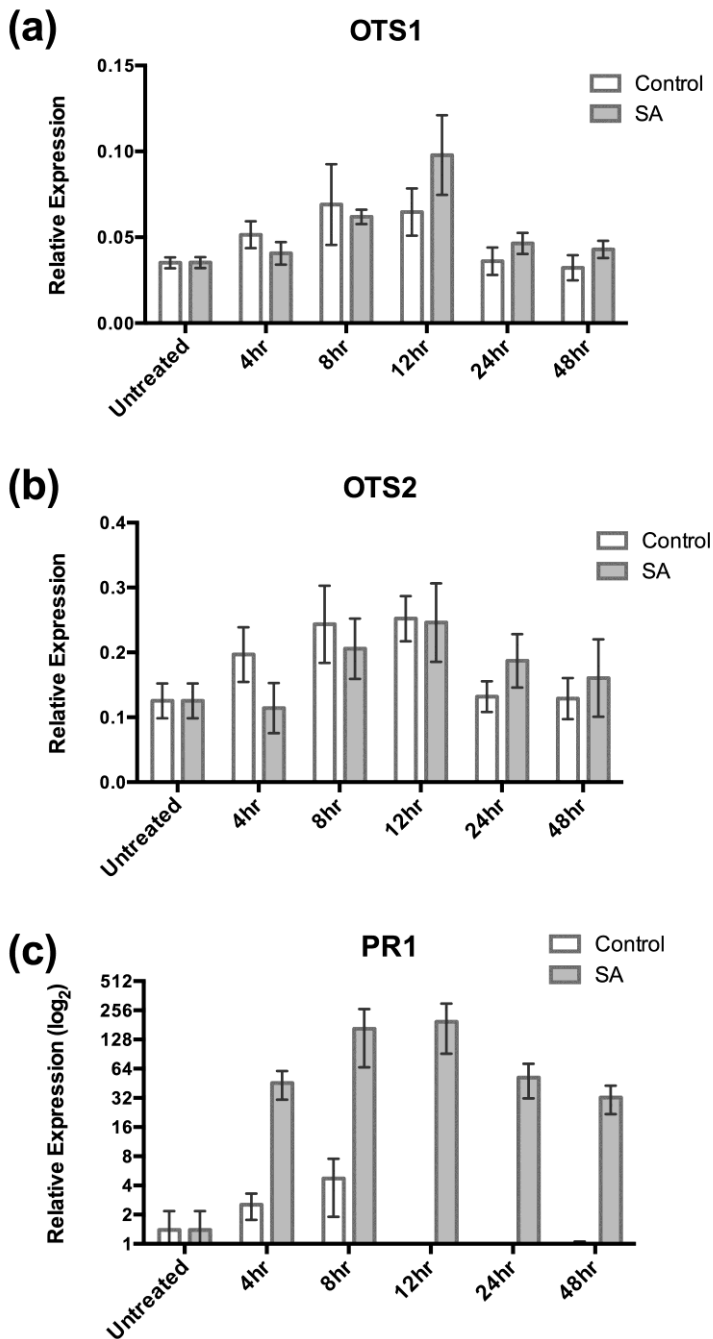 (a)
OTS1
Relative Expression
0.15
0.10
0.05
0.00
Control
SA
Untreated
4hr
8hr
12hr
24hr
48hr
(b)
OTS2
Relative Expression
0.4
0.3
0.2
0.1
0.0
Control
SA
Untreated
4hr
8hr
12hr
24hr
48hr
(c)
PR1
Relative Expression (log₂)
512
256
128
64
32
16
8
4
2
1
Control
SA
Untreated
4hr
8hr
12hr
24hr
48hr